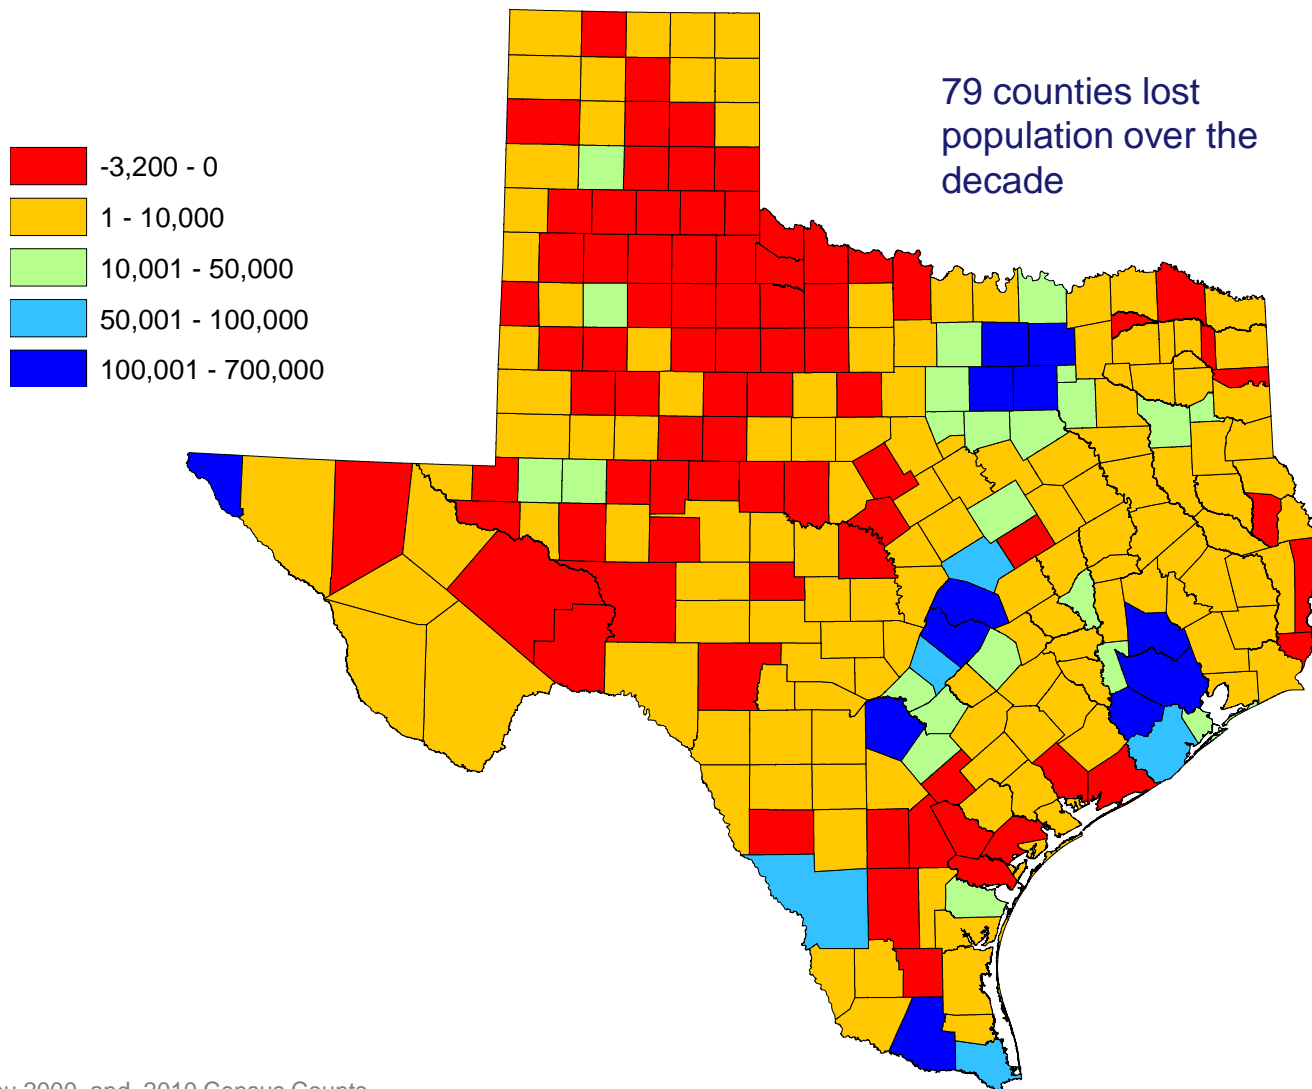 79 counties lost
population over the
decade
-3,200 - 0
1 - 10,000
10,001 - 50,000
50,001 - 100,000
100,001 - 700,000
2000 and 2010 Census Counts